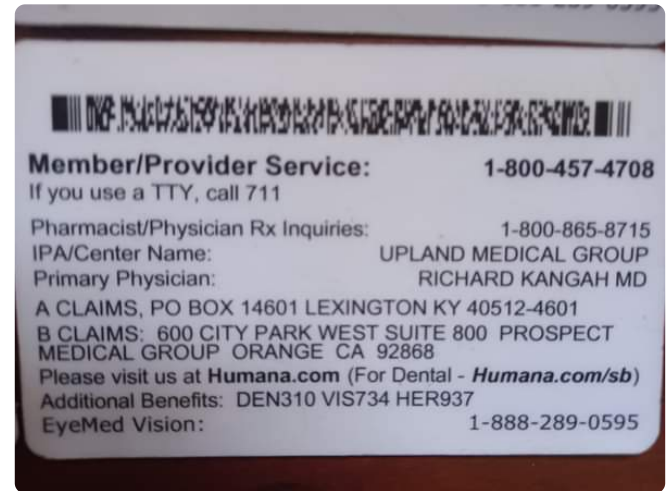 Member/Provider Service: 1-800-457-4708
If you use a TTY, call 711
Pharmacist/Physician Rx Inquiries: 1-800-865-8715
IPA/Center Name: UPLAND MEDICAL GROUP
Primary Physician: RICHARD KANGAH MD
A CLAIMS, PO BOX 14601 LEXINGTON KY 40512-4601
B CLAIMS: 600 CITY PARK WEST SUITE 800 PROSPECT
MEDICAL GROUP ORANGE CA 92868
Please visit us at Humana.com (For Dental - Humana.com/sb)
Additional Benefits: DEN310 VIS734 HER937
EyeMed Vision: 1-888-289-0595